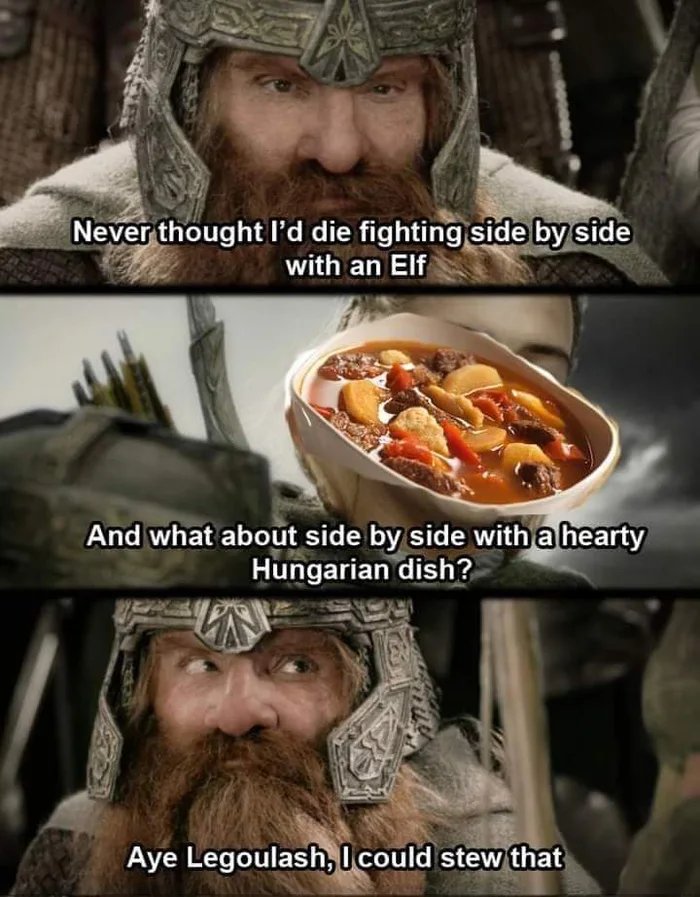 Never thought I'd die fighting side by side
with an Elf
And what about side by side with a hearty
Hungarian dish?
Aye Legoulash, I could stew that